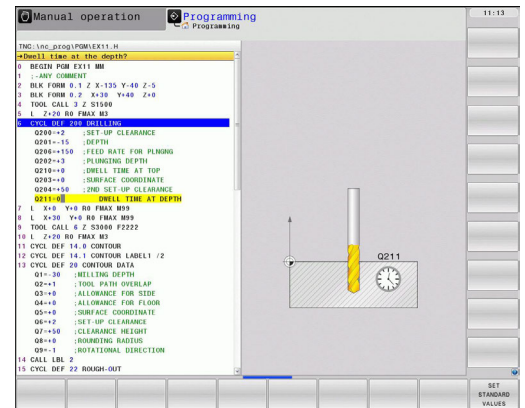 Manual operation
Programming
Programming
11:13
TNC:\nc_prog\PGM\EX11.H
→Dwell time at the depth?
0 BEGIN PGM EX11 MM
1 ;-ANY COMMENT
2 BLK FORM 0.1 Z X-135 Y-40 Z-5
3 BLK FORM 0.2 X+30 Y+40 Z+0
4 TOOL CALL 3 Z S1500
5 L Z+20 R0 FMAX M3
6 CYCL DEF 200 DRILLING
Q200=+2 ;SET-UP CLEARANCE
Q201=-15 ;DEPTH
Q206=+150 ;FEED RATE FOR PLNGNG
Q202=+3 ;PLUNGING DEPTH
Q210=+0 ;DWELL TIME AT TOP
Q203=+0 ;SURFACE COORDINATE
Q204=+50 ;2ND SET-UP CLEARANCE
Q211=0 DWELL TIME AT DEPTH
7 L X+0 Y+0 R0 FMAX M99
8 L X+30 Y+0 R0 FMAX M99
9 TOOL CALL 6 Z S3000 F2222
10 L Z+20 R0 FMAX M3
11 CYCL DEF 14.0 CONTOUR
12 CYCL DEF 14.1 CONTOUR LABEL1 /2
13 CYCL DEF 20 CONTOUR DATA
Q1=-30 ;MILLING DEPTH
Q2=+1 ;TOOL PATH OVERLAP
Q3=+0 ;ALLOWANCE FOR SIDE
Q4=+0 ;ALLOWANCE FOR FLOOR
Q5=+0 ;SURFACE COORDINATE
Q6=+2 ;SET-UP CLEARANCE
Q7=+50 ;CLEARANCE HEIGHT
Q8=+0 ;ROUNDING RADIUS
Q9=-1 ;ROTATIONAL DIRECTION
14 CALL LBL 2
15 CYCL DEF 22 ROUGH-OUT
Q211
SET
STANDARD
VALUES